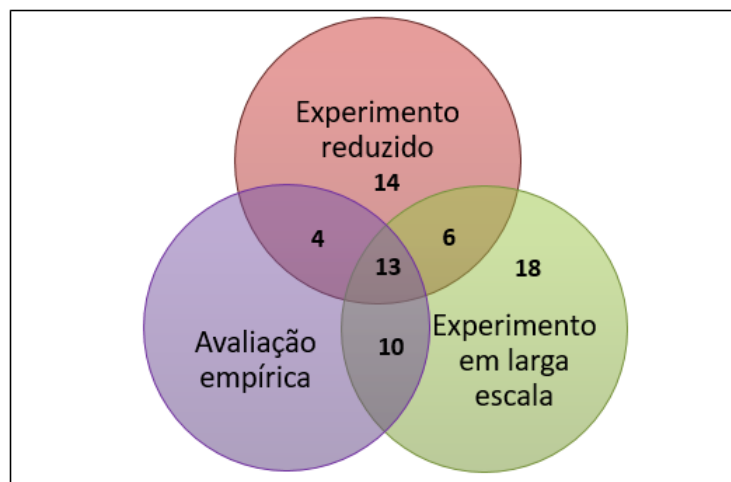 Experimento
reduzido
14
4
6
13
18
10
Avaliação
empírica
Experimento
em larga
escala